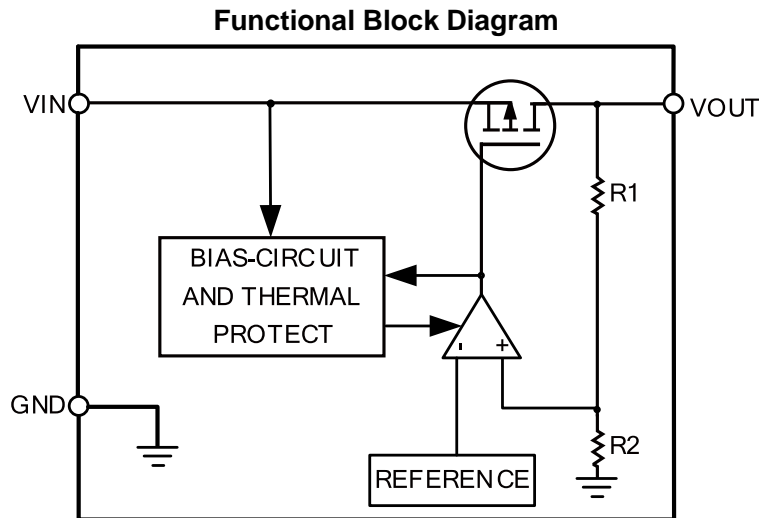 Functional Block Diagram
VIN
VOUT
R1
BIAS-CIRCUIT
AND THERMAL
PROTECT
- +
GND
R2
REFERENCE